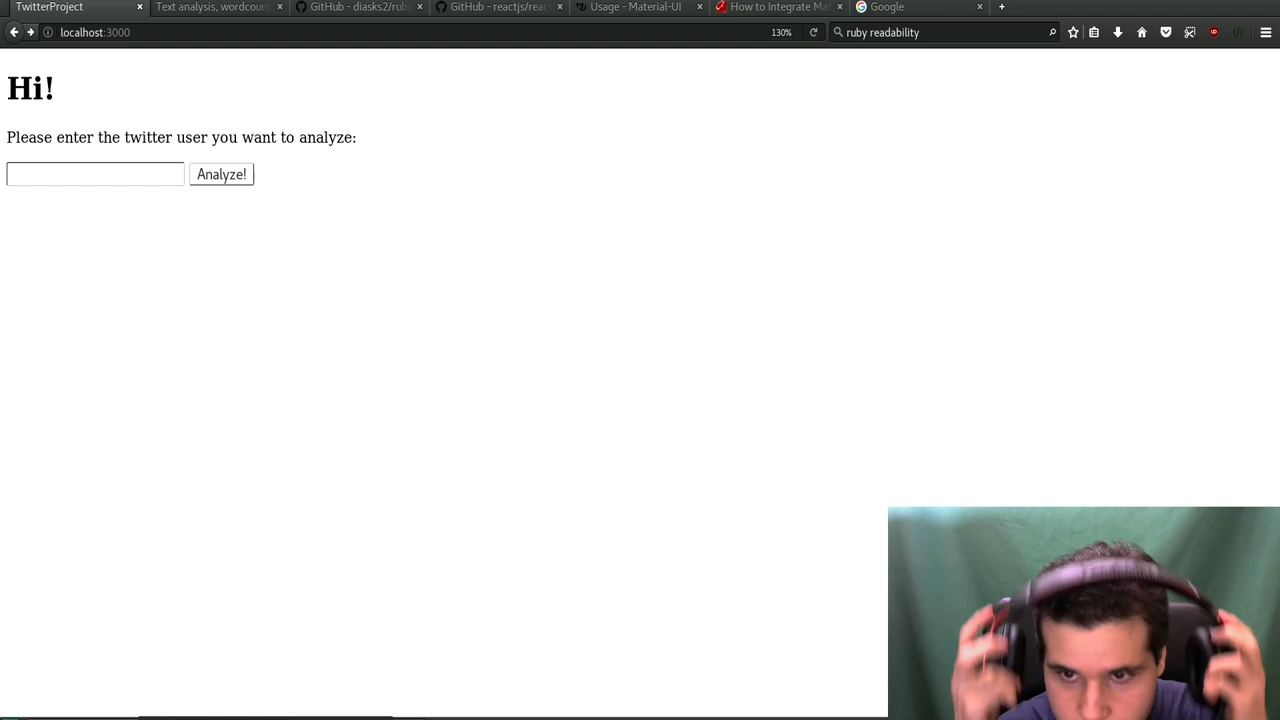 TwitterProject
Text analysis, wordcount
GitHub - diasks2/ruby
GitHub - reactjs/react
Usage - Material-UI
How to Integrate Ma
Google
localhost:3000
130%
ruby readability
Hi!
Please enter the twitter user you want to analyze:
Analyze!